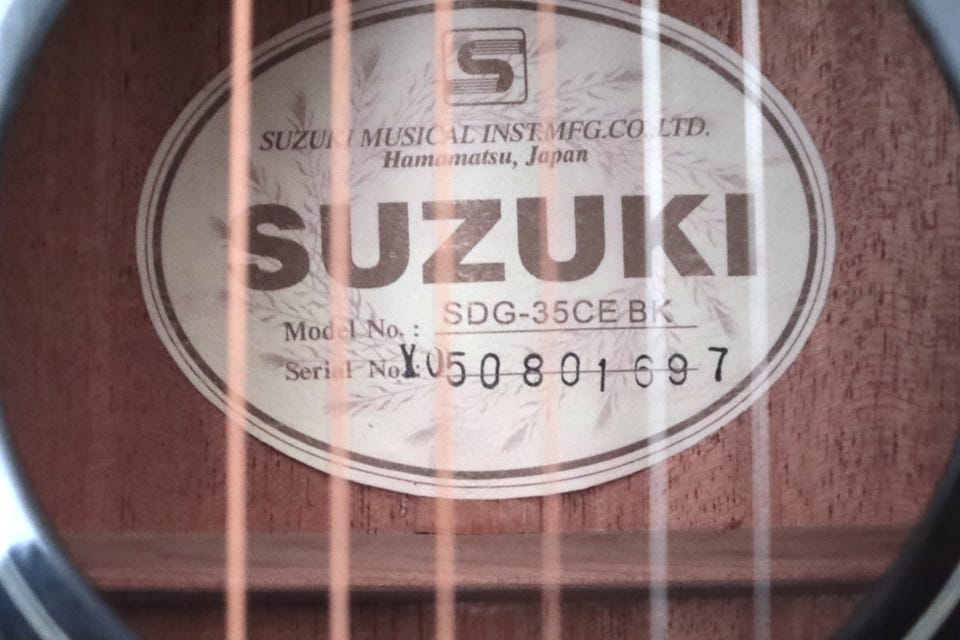 S
SUZUKI MUSICAL INST.MFG.CO.,LTD.
Hamamatsu, Japan
SUZUKI
Model No.: SDG-35CE BK
Serial No.: Y050801697